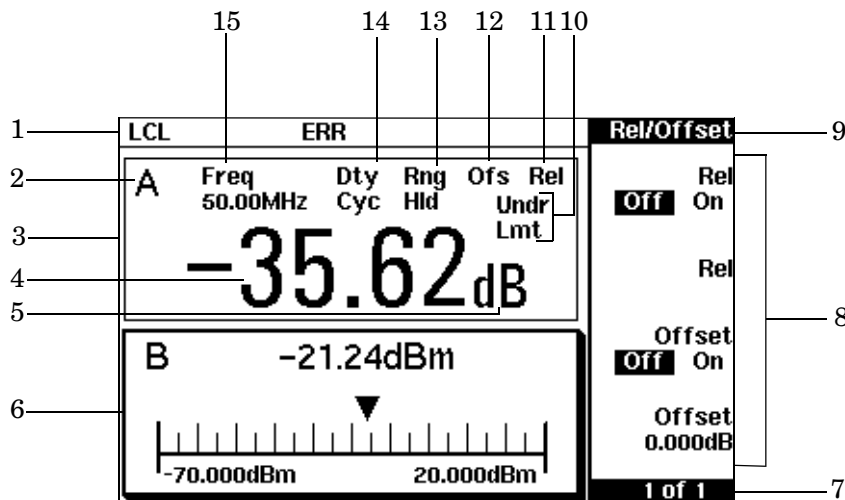 15 14 13 12 11 10
1 LCL ERR Rel/Offset 9
2 A Freq Dty Rng Ofs Rel Rel
50.00MHz Cyc Hld Undr Off On
3 Lmt
4 -35.62 dB Rel
5
8
B -21.24dBm Offset
Off On
6
Offset
-70.000dBm 20.000dBm 0.000dB
1 of 1 7